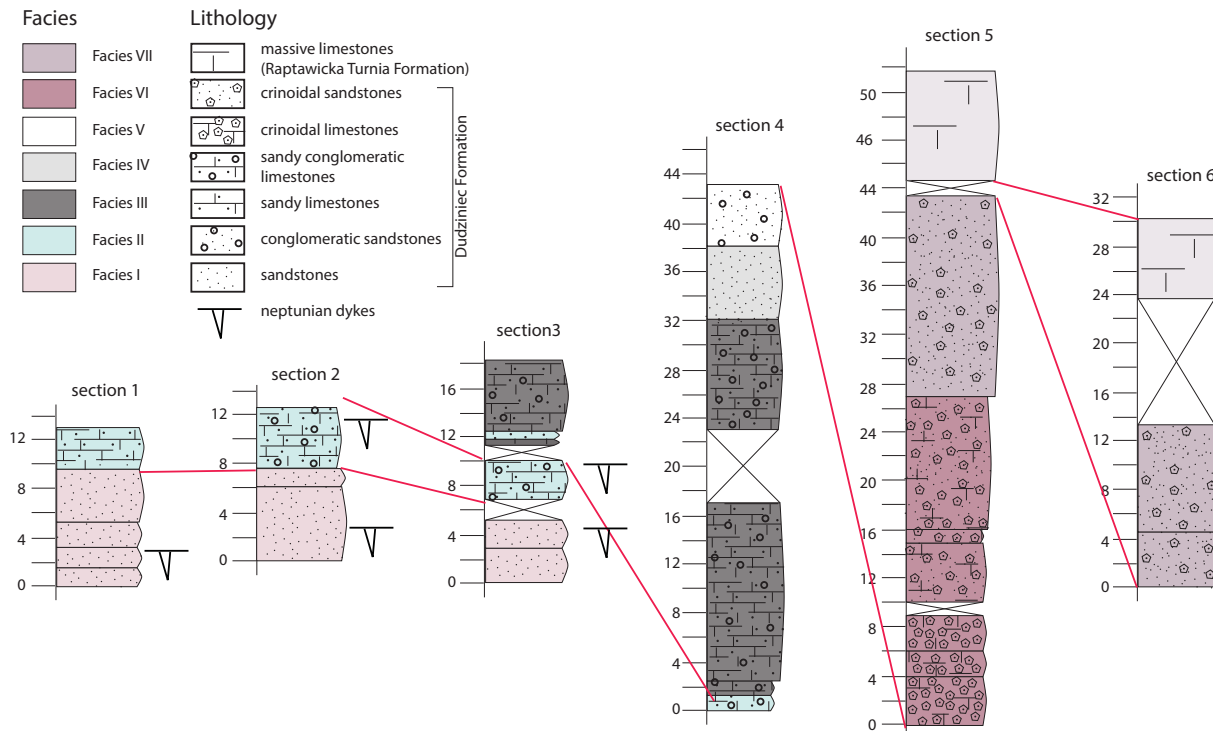 Facies
Lithology
Facies VII
Facies VI
Facies V
Facies IV
Facies III
Facies II
Facies I
massive limestones
(Raptawicka Turnia Formation)
crinoidal sandstones
crinoidal limestones
sandy conglomeratic
limestones
sandy limestones
conglomeratic sandstones
sandstones
neptunian dykes
Dudziniec Formation
section 1
12
8
4
0
section 2
12
8
4
0
section3
16
12
8
4
0
section 4
44
40
36
32
26
23
20
16
12
8
4
0
section 5
50
46
44
40
36
34
28
26
24
20
16
12
8
4
0
section 6
32
28
24
20
16
12
8
4
0